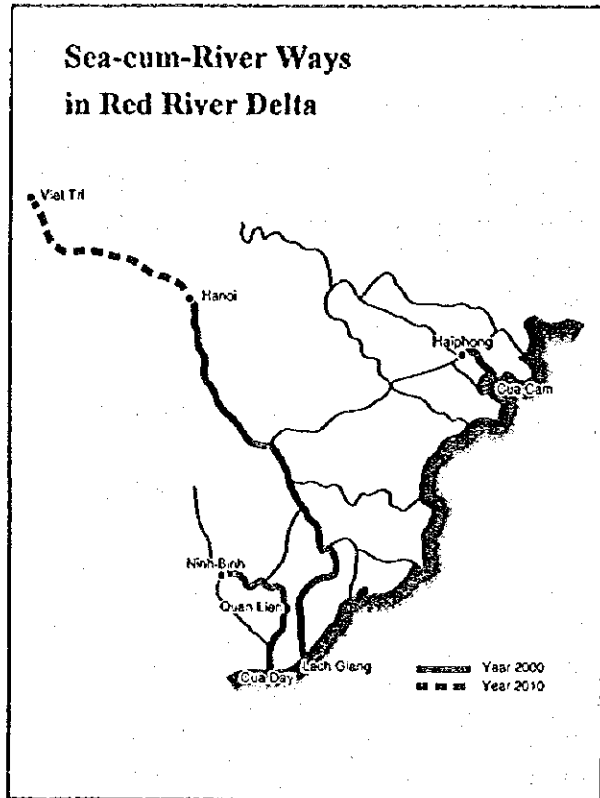 Sea-cum-River Ways
in Red River Delta
Viet Tri
Hanoi
Haiphong
Cua Cam
Ninh-Binh
Quan Lien
Lach Giang
Cua Day
Year 2000
Year 2010